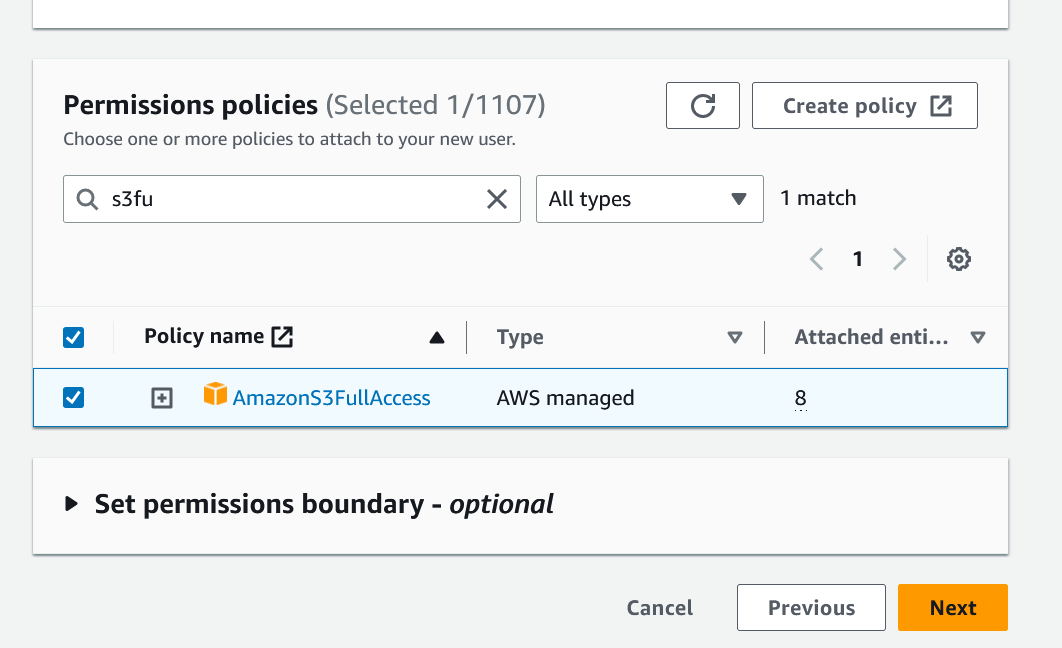 Permissions policies (Selected 1/1107)
Create policy
Choose one or more policies to attach to your new user.
s3fu
All types
1 match
1
Policy name
Type
Attached enti...
AmazonS3FullAccess
AWS managed
8
Set permissions boundary - optional
Cancel
Previous
Next